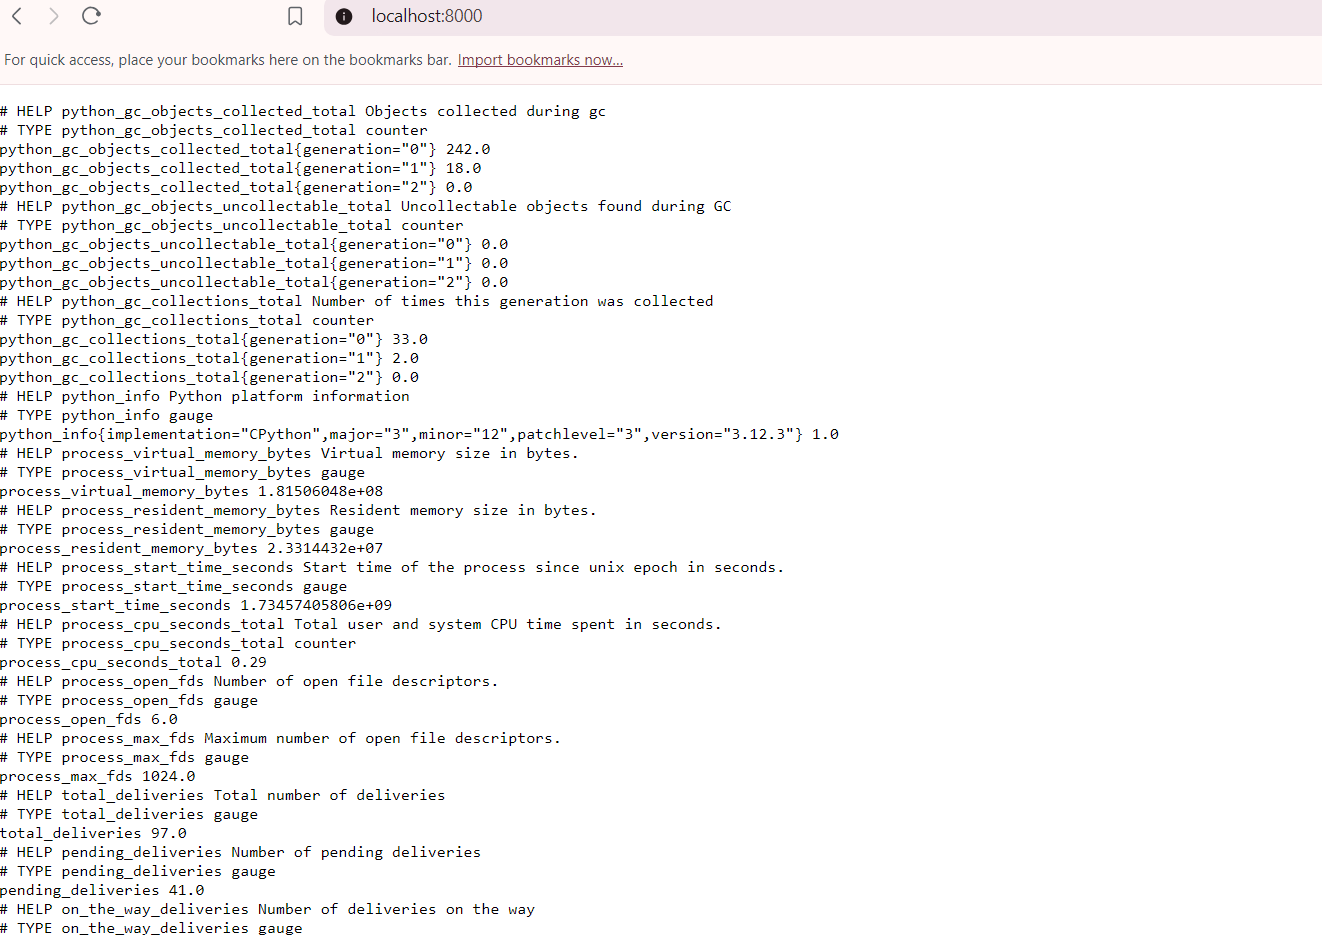 localhost:8000
For quick access, place your bookmarks here on the bookmarks bar. Import bookmarks now...
# HELP python_gc_objects_collected_total Objects collected during gc
# TYPE python_gc_objects_collected_total counter
python_gc_objects_collected_total{generation="0"} 242.0
python_gc_objects_collected_total{generation="1"} 18.0
python_gc_objects_collected_total{generation="2"} 0.0
# HELP python_gc_objects_uncollectable_total Uncollectable objects found during GC
# TYPE python_gc_objects_uncollectable_total counter
python_gc_objects_uncollectable_total{generation="0"} 0.0
python_gc_objects_uncollectable_total{generation="1"} 0.0
python_gc_objects_uncollectable_total{generation="2"} 0.0
# HELP python_gc_collections_total Number of times this generation was collected
# TYPE python_gc_collections_total counter
python_gc_collections_total{generation="0"} 33.0
python_gc_collections_total{generation="1"} 2.0
python_gc_collections_total{generation="2"} 0.0
# HELP python_info Python platform information
# TYPE python_info gauge
python_info{implementation="CPython",major="3",minor="12",patchlevel="3",version="3.12.3"} 1.0
# HELP process_virtual_memory_bytes Virtual memory size in bytes.
# TYPE process_virtual_memory_bytes gauge
process_virtual_memory_bytes 1.81506048e+08
# HELP process_resident_memory_bytes Resident memory size in bytes.
# TYPE process_resident_memory_bytes gauge
process_resident_memory_bytes 2.3314432e+07
# HELP process_start_time_seconds Start time of the process since unix epoch in seconds.
# TYPE process_start_time_seconds gauge
process_start_time_seconds 1.73457405806e+09
# HELP process_cpu_seconds_total Total user and system CPU time spent in seconds.
# TYPE process_cpu_seconds_total counter
process_cpu_seconds_total 0.29
# HELP process_open_fds Number of open file descriptors.
# TYPE process_open_fds gauge
process_open_fds 6.0
# HELP process_max_fds Maximum number of open file descriptors.
# TYPE process_max_fds gauge
process_max_fds 1024.0
# HELP total_deliveries Total number of deliveries
# TYPE total_deliveries gauge
total_deliveries 97.0
# HELP pending_deliveries Number of pending deliveries
# TYPE pending_deliveries gauge
pending_deliveries 41.0
# HELP on_the_way_deliveries Number of deliveries on the way
# TYPE on_the_way_deliveries gauge